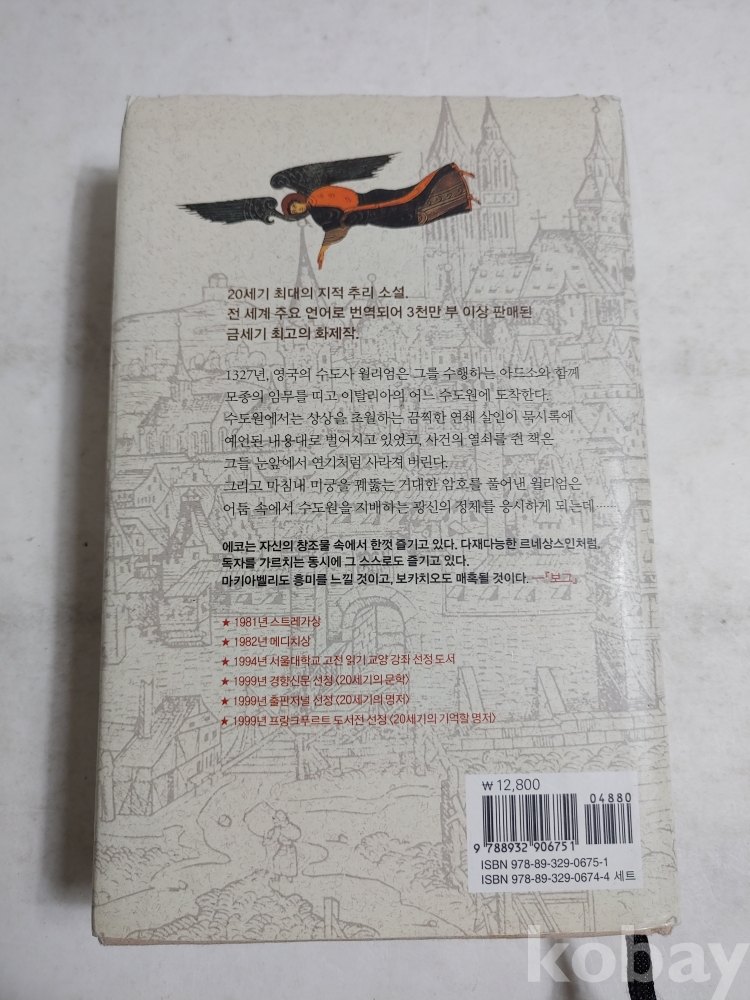 20세기 최대의 지적 추리 소설.
전 세계 주요 언어로 번역되어 3천만 부 이상 판매된
금세기 최고의 화제작.
1327년, 영국의 수도사 윌리엄은 그를 수행하는 아드소와 함께
모종의 임무를 띠고 이탈리아의 어느 수도원에 도착한다.
수도원에서는 상상을 초월하는 끔찍한 연쇄 살인이 묵시록에
예언된 내용대로 벌어지고 있었고, 사건의 열쇠를 쥔 책은
그들 눈앞에서 연기처럼 사라져 버린다.
그리고 마침내 미궁을 꿰뚫는 거대한 암호를 풀어낸 윌리엄은
어둠 속에서 수도원을 지배하는 광신의 정체를 응시하게 되는데……
에코는 자신의 창조물 속에서 한껏 즐기고 있다. 다재다능한 르네상스인처럼,
독자를 가르치는 동시에 그 스스로도 즐기고 있다.
마키아벨리도 흥미를 느낄 것이고, 보카치오도 매혹될 것이다. ―『보그』
★ 1981년 스트레가상
★ 1982년 메디치상
★ 1994년 서울대학교 고전 읽기 교양 강좌 선정 도서
★ 1999년 경향신문 선정 〈20세기의 문학〉
★ 1999년 출판저널 선정 〈20세기의 명저〉
★ 1999년 프랑크푸르트 도서전 선정 〈20세기의 기억할 명저〉
₩12,800
04880
9 788932 906751
ISBN 978-89-329-0675-1
ISBN 978-89-329-0674-4 세트
kobay